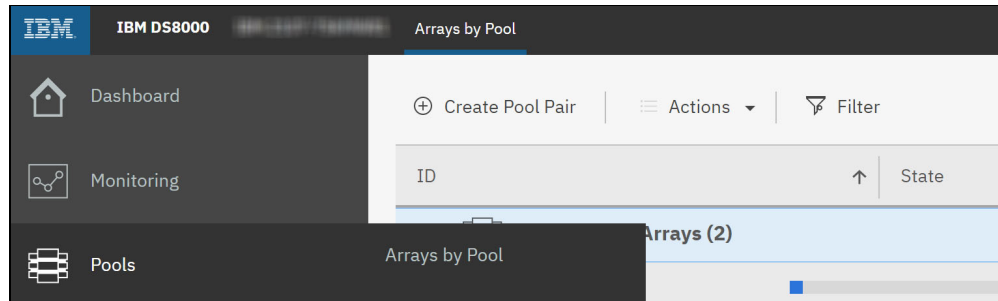 IBM IBM DS8000 Arrays by Pool
Dashboard
Create Pool Pair Actions Filter
Monitoring
ID State
Arrays (2)
Pools Arrays by Pool